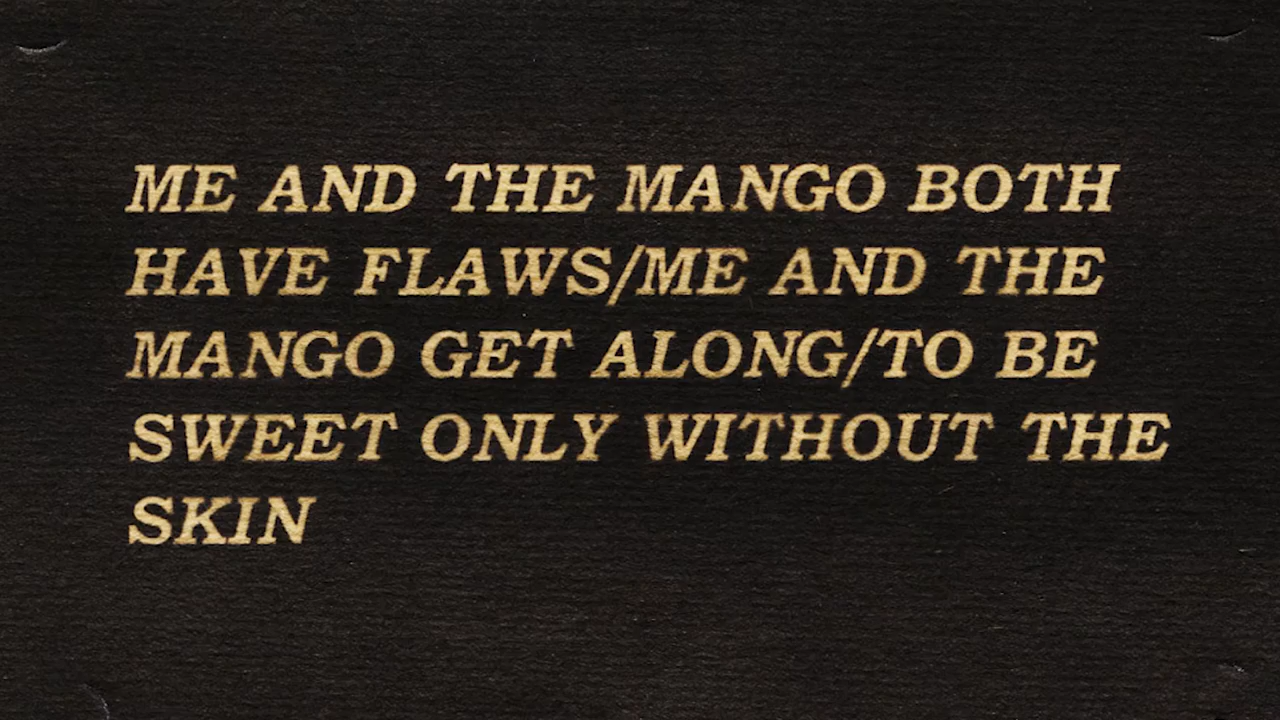 ME AND THE MANGO BOTH
HAVE FLAWS/ME AND THE
MANGO GET ALONG/TO BE
SWEET ONLY WITHOUT THE
SKIN